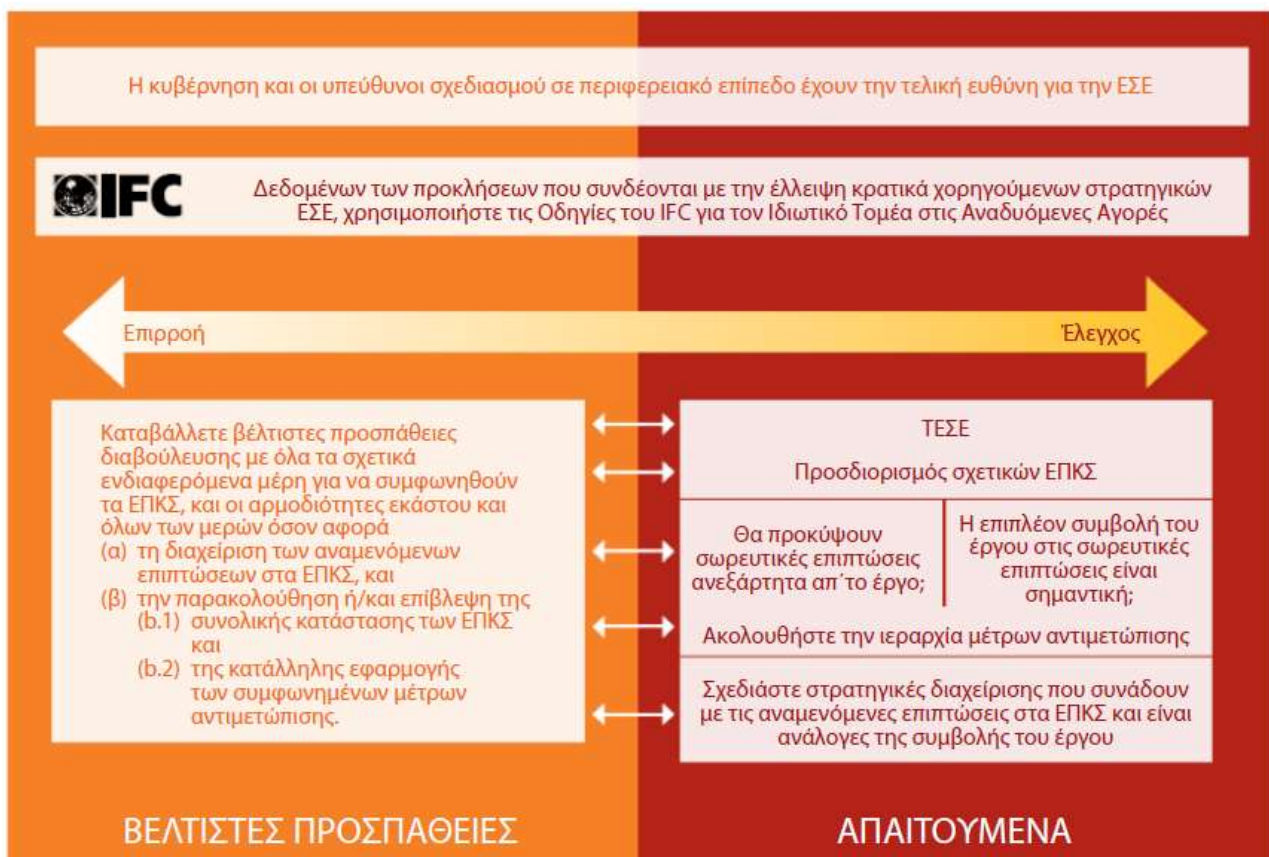 Η κυβέρνηση και οι υπεύθυνοι σχεδιασμού σε περιφερειακό επίπεδο έχουν την τελική ευθύνη για την ΕΣΕ
IFC
Δεδομένων των προκλήσεων που συνδέονται με την έλλειψη κρατικά χορηγούμενων στρατηγικών
ΕΣΕ, χρησιμοποιήστε τις Οδηγίες του IFC για τον Ιδιωτικό Τομέα στις Αναδυόμενες Αγορές
Επιρροή
Έλεγχος
Καταβάλλετε βέλτιστες προσπάθειες
διαβούλευσης με όλα τα σχετικά
ενδιαφερόμενα μέρη για να συμφωνηθούν
τα ΕΠΚΣ, και οι αρμοδιότητες εκάστου και
όλων των μερών όσον αφορά
(α) τη διαχείριση των αναμενόμενων
επιπτώσεων στα ΕΠΚΣ, και
(β) την παρακολούθηση ή/και επίβλεψη της
(b.1) συνολικής κατάστασης των ΕΠΚΣ
και
(b.2) της κατάλληλης εφαρμογής
των συμφωνημένων μέτρων
αντιμετώπισης.
ΤΕΣΕ
Προσδιορισμός σχετικών ΕΠΚΣ
Θα προκύψουν
σωρευτικές επιπτώσεις
ανεξάρτητα απ΄το έργο;
Η επιπλέον συμβολή του
έργου στις σωρευτικές
επιπτώσεις είναι
σημαντική;
Ακολουθήστε την ιεραρχία μέτρων αντιμετώπισης
Σχεδιάστε στρατηγικές διαχείρισης που συνάδουν
με τις αναμενόμενες επιπτώσεις στα ΕΠΚΣ και είναι
ανάλογες της συμβολής του έργου
ΒΕΛΤΙΣΤΕΣ ΠΡΟΣΠΑΘΕΙΕΣ
ΑΠΑΙΤΟΥΜΕΝΑ